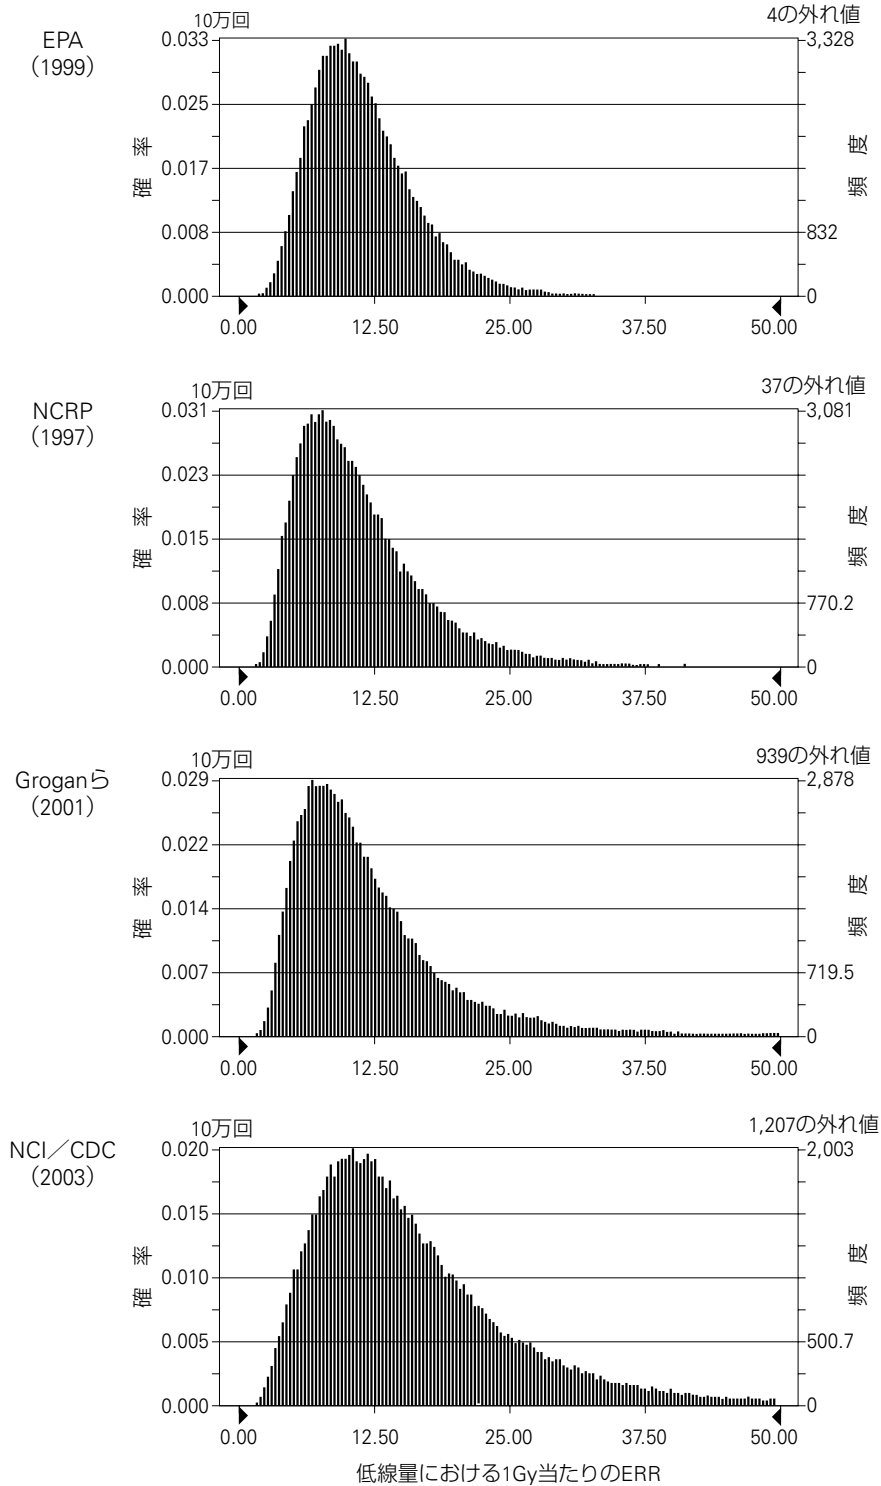 EPA
（1999）
10万回
4の外れ値
0.033
0.025
0.017
0.008
0.000
確率
3,328
832
0
頻度
0.00 12.50 25.00 37.50 50.00
NCRP
（1997）
10万回
37の外れ値
0.031
0.023
0.015
0.008
0.000
確率
3,081
770.2
0
頻度
0.00 12.50 25.00 37.50 50.00
Groganら
（2001）
10万回
939の外れ値
0.029
0.022
0.014
0.007
0.000
確率
2,878
719.5
0
頻度
0.00 12.50 25.00 37.50 50.00
NCI／CDC
（2003）
10万回
1,207の外れ値
0.020
0.015
0.010
0.005
0.000
確率
2,003
500.7
0
頻度
0.00 12.50 25.00 37.50 50.00
低線量における1Gy当たりのERR